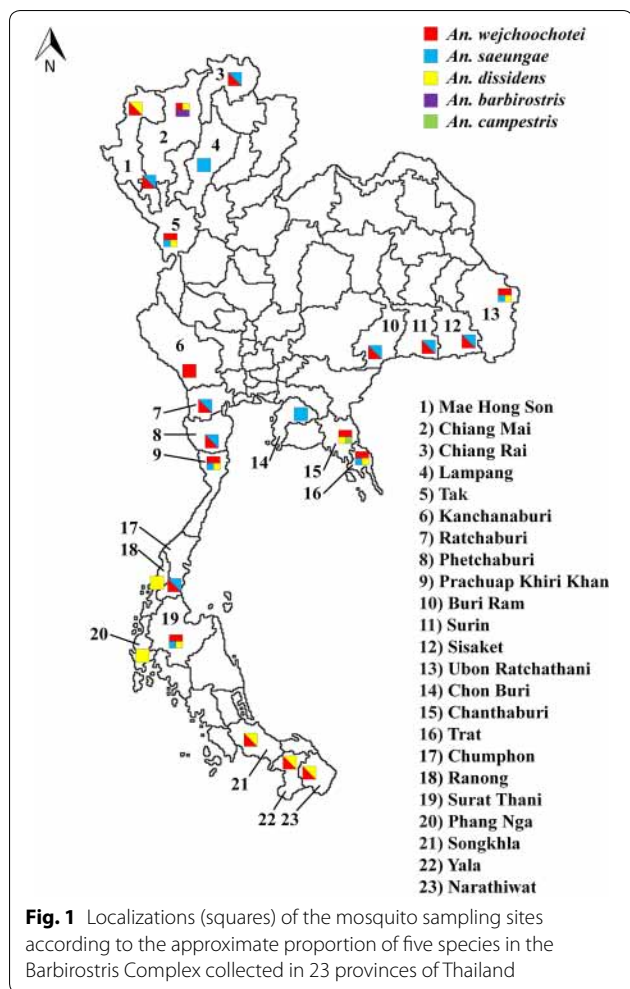 N
An. wejchoochotei
An. saeungae
An. dissidens
An. barbirostris
An. campestris
3
2
4
1
5
13
10
11
12
6
7
8
14
9
15
16
17
18
19
20
21
22
23
1) Mae Hong Son
2) Chiang Mai
3) Chiang Rai
4) Lampang
5) Tak
6) Kanchanaburi
7) Ratchaburi
8) Phetchaburi
9) Prachuap Khiri Khan
10) Buri Ram
11) Surin
12) Sisaket
13) Ubon Ratchathani
14) Chon Buri
15) Chanthaburi
16) Trat
17) Chumphon
18) Ranong
19) Surat Thani
20) Phang Nga
21) Songkhla
22) Yala
23) Narathiwat
Fig. 1 Localizations (squares) of the mosquito sampling sites
according to the approximate proportion of five species in the
Barbirostris Complex collected in 23 provinces of Thailand